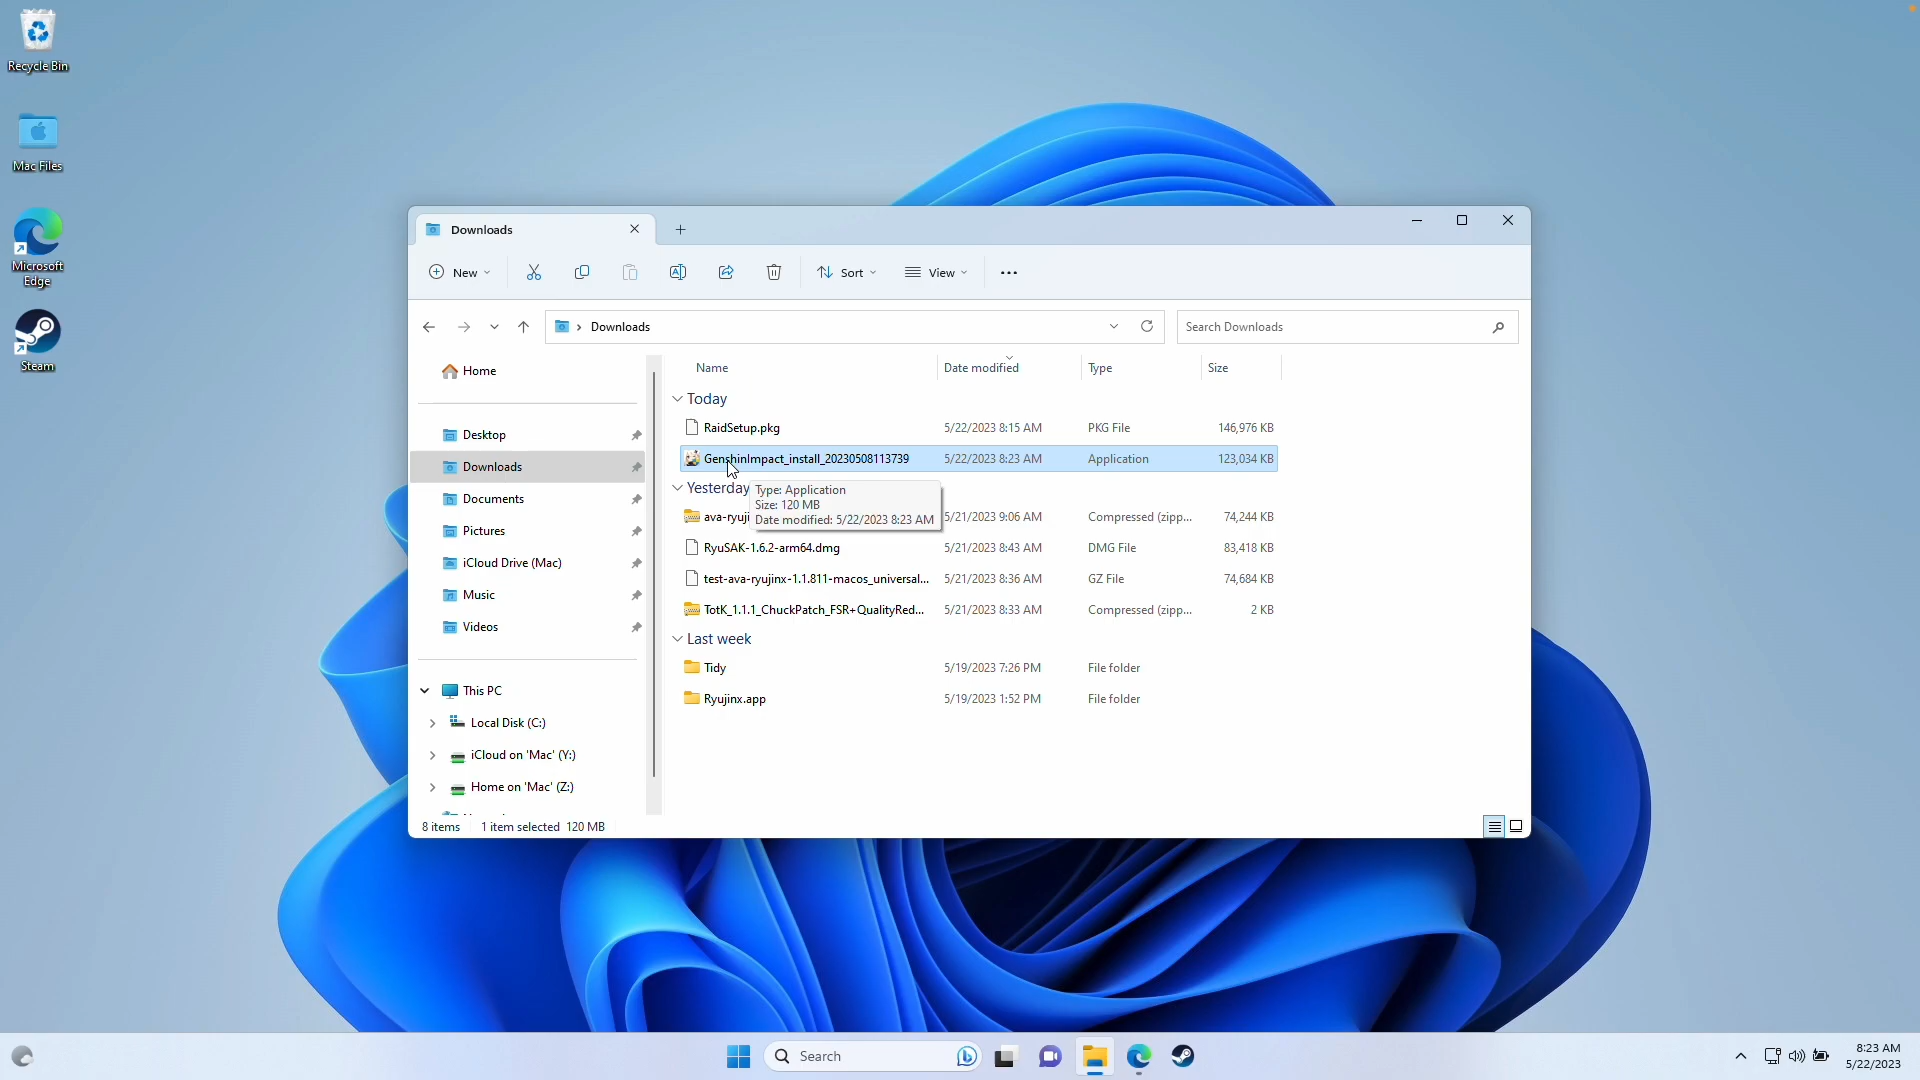 Recycle Bin
Mac Files
Microsoft
Edge
Steam
Downloads
New
Sort
View
Downloads
Search Downloads
Home
Desktop
Downloads
Documents
Pictures
iCloud Drive (Mac)
Music
Videos
This PC
Local Disk (C:)
iCloud on 'Mac' (Y:)
Home on 'Mac' (Z:)
Name Date modified Type Size
Today
RaidSetup.pkg 5/22/2023 8:15 AM PKG File 146,976 KB
GenshinImpact_install_20230508113739 5/22/2023 8:23 AM Application 123,034 KB
Yesterday
Type: Application
Size: 120 MB
Date modified: 5/22/2023 8:23 AM
ava-ryuji 5/21/2023 9:06 AM Compressed (zipp... 74,244 KB
RyuSAK-1.6.2-arm64.dmg 5/21/2023 8:43 AM DMG File 83,418 KB
test-ava-ryujinx-1.1.811-macos_universal... 5/21/2023 8:36 AM GZ File 74,684 KB
TotK_1.1.1_ChuckPatch_FSR+QualityRed... 5/21/2023 8:33 AM Compressed (zipp... 2 KB
Last week
Tidy 5/19/2023 7:26 PM File folder
Ryujinx.app 5/19/2023 1:52 PM File folder
8 items 1 item selected 120 MB
Search
8:23 AM
5/22/2023